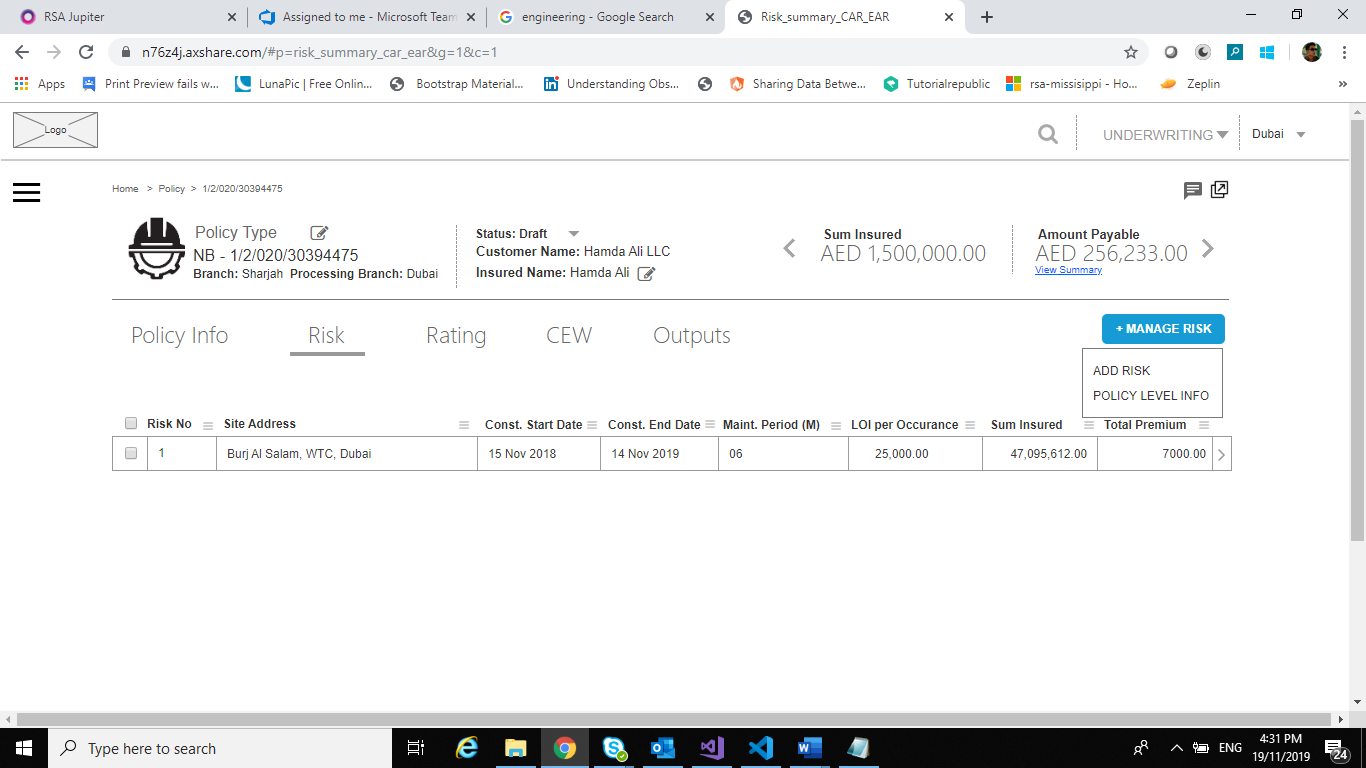 RSA Jupiter
Assigned to me - Microsoft Team
engineering - Google Search
Risk_summary_CAR_EAR
n76z4j.axshare.com/#p=risk_summary_car_ear&g=1&c=1
Apps
Print Preview fails w...
LunaPic | Free Onlin...
Bootstrap Material...
Understanding Obs...
Sharing Data Betwe...
Tutorialrepublic
rsa-missisippi - Ho...
Zeplin
»
Logo
UNDERWRITING
Dubai
Home > Policy > 1/2/020/30394475
Policy Type
NB - 1/2/020/30394475
Branch: Sharjah Processing Branch: Dubai
Status: Draft
Customer Name: Hamda Ali LLC
Insured Name: Hamda Ali
Sum Insured
AED 1,500,000.00
Amount Payable
AED 256,233.00
View Summary
Policy Info
Risk
Rating
CEW
Outputs
+ MANAGE RISK
ADD RISK
POLICY LEVEL INFO
Risk No Site Address Const. Start Date Const. End Date Maint. Period (M) LOI per Occurance Sum Insured Total Premium
1 Burj Al Salam, WTC, Dubai 15 Nov 2018 14 Nov 2019 06 25,000.00 47,095,612.00 7000.00
Type here to search
ENG
4:31 PM
19/11/2019
24